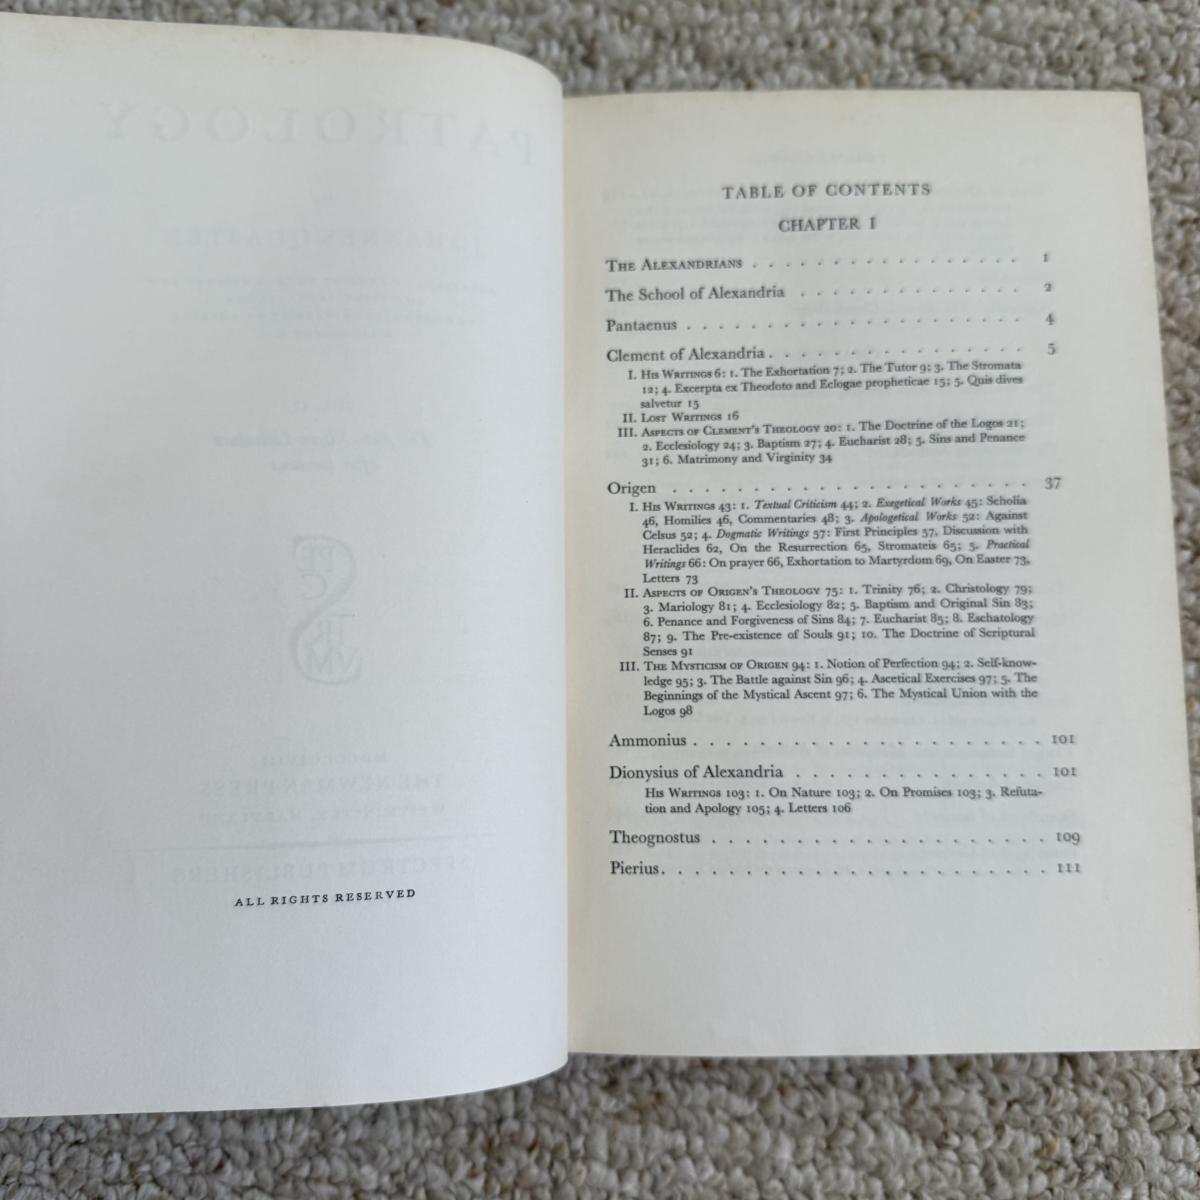 ALL RIGHTS RESERVED
TABLE OF CONTENTS
CHAPTER I
THE ALEXANDRIANS . . . . . . . . . . . . . . . . 1
The School of Alexandria . . . . . . . . . . . . . 2
Pantaenus . . . . . . . . . . . . . . . . . . . . 4
Clement of Alexandria . . . . . . . . . . . . . . 5
I. HIS WRITINGS 6: 1. The Exhortation 7; 2. The Tutor 9; 3. The Stromata
12; 4. Excerpta ex Theodoto and Eclogae propheticae 15; 5. Quis dives
salvetur 15
II. LOST WRITINGS 16
III. ASPECTS OF CLEMENT'S THEOLOGY 20: 1. The Doctrine of the Logos 21;
2. Ecclesiology 24; 3. Baptism 27; 4. Eucharist 28; 5. Sins and Penance
31; 6. Matrimony and Virginity 34
Origen . . . . . . . . . . . . . . . . . . . . 37
I. HIS WRITINGS 43: 1. Textual Criticism 44; 2. Exegetical Works 45: Scholia
46, Homilies 46, Commentaries 48; 3. Apologetical Works 52: Against
Celsus 52; 4. Dogmatic Writings 57: First Principles 57, Discussion with
Heraclides 62, On the Resurrection 65, Stromateis 65; 5. Practical
Writings 66: On prayer 66, Exhortation to Martyrdom 69, On Easter 73,
Letters 73
II. ASPECTS OF ORIGEN'S THEOLOGY 75: 1. Trinity 76; 2. Christology 79;
3. Mariology 81; 4. Ecclesiology 82; 5. Baptism and Original Sin 83;
6. Penance and Forgiveness of Sins 84; 7. Eucharist 85; 8. Eschatology
87; 9. The Pre-existence of Souls 91; 10. The Doctrine of Scriptural
Senses 91
III. THE MYSTICISM OF ORIGEN 94: 1. Notion of Perfection 94; 2. Self-know-
ledge 95; 3. The Battle against Sin 96; 4. Ascetical Exercises 97; 5. The
Beginnings of the Mystical Ascent 97; 6. The Mystical Union with the
Logos 98
Ammonius . . . . . . . . . . . . . . . . . . . 101
Dionysius of Alexandria . . . . . . . . . . . . . 101
HIS WRITINGS 103: 1. On Nature 103; 2. On Promises 103; 3. Refuta-
tion and Apology 105; 4. Letters 106
Theognostus . . . . . . . . . . . . . . . . . . 109
Pierius . . . . . . . . . . . . . . . . . . . . 111